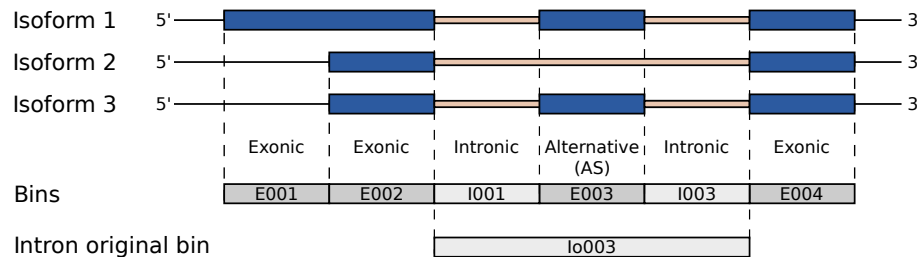 Isoform 1 5' 3
Isoform 2 5' 3
Isoform 3 5' 3
Exonic Exonic Intronic Alternative (AS) Intronic Exonic
Bins E001 E002 I001 E003 I003 E004
Intron original bin Io003